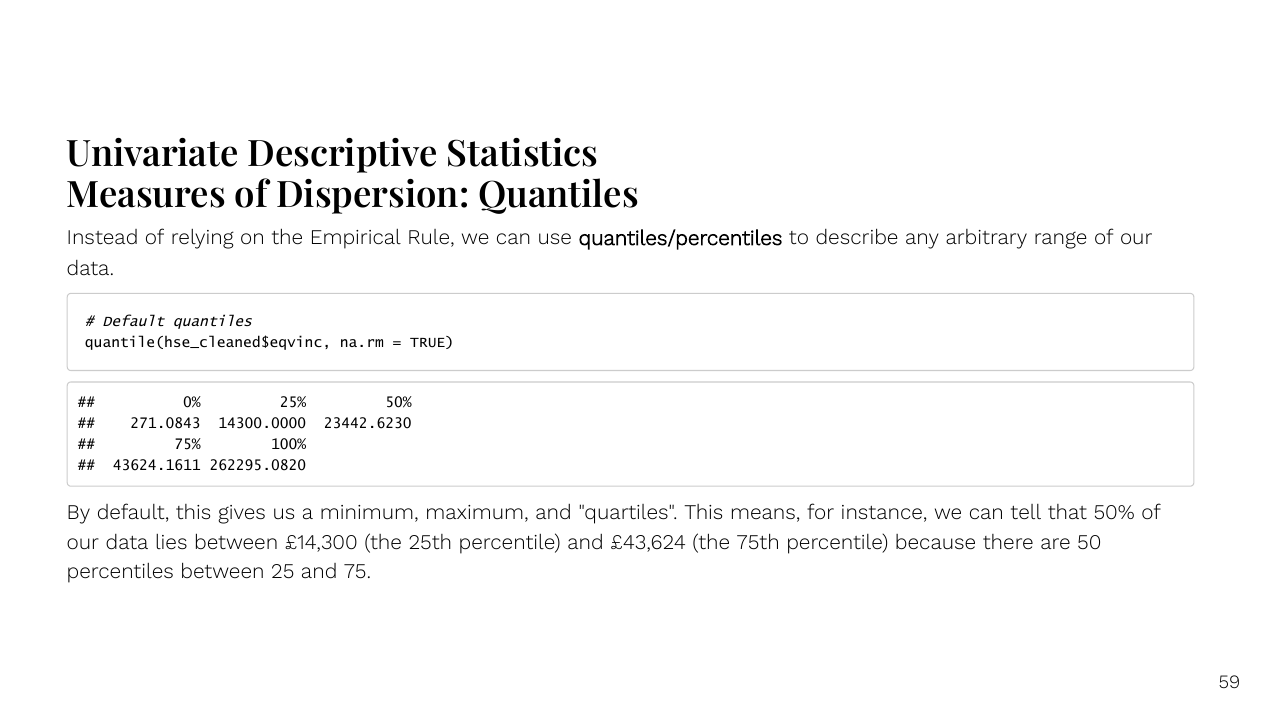 Univariate Descriptive Statistics
Measures of Dispersion: Quantiles
Instead of relying on the Empirical Rule, we can use quantiles/percentiles to describe any arbitrary range of our
data.
# Default quantiles
quantile(hse_cleaned$eqvinc, na.rm = TRUE)
##          0%         25%         50%
##    271.0843  14300.0000  23442.6230
##         75%        100%
##  43624.1611 262295.0820
By default, this gives us a minimum, maximum, and "quartiles". This means, for instance, we can tell that 50% of
our data lies between £14,300 (the 25th percentile) and £43,624 (the 75th percentile) because there are 50
percentiles between 25 and 75.
59